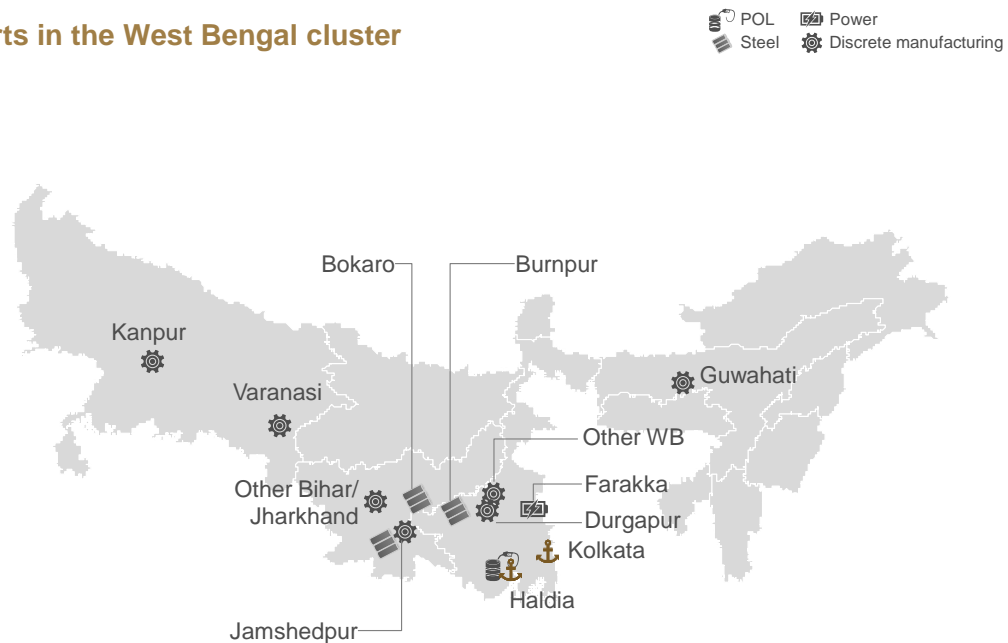 rts in the West Bengal cluster
POL
Power
Steel
Discrete manufacturing
Bokaro
Burnpur
Kanpur
Varanasi
Guwahati
Other WB
Other Bihar/
Jharkhand
Farakka
Durgapur
Kolkata
Haldia
Jamshedpur